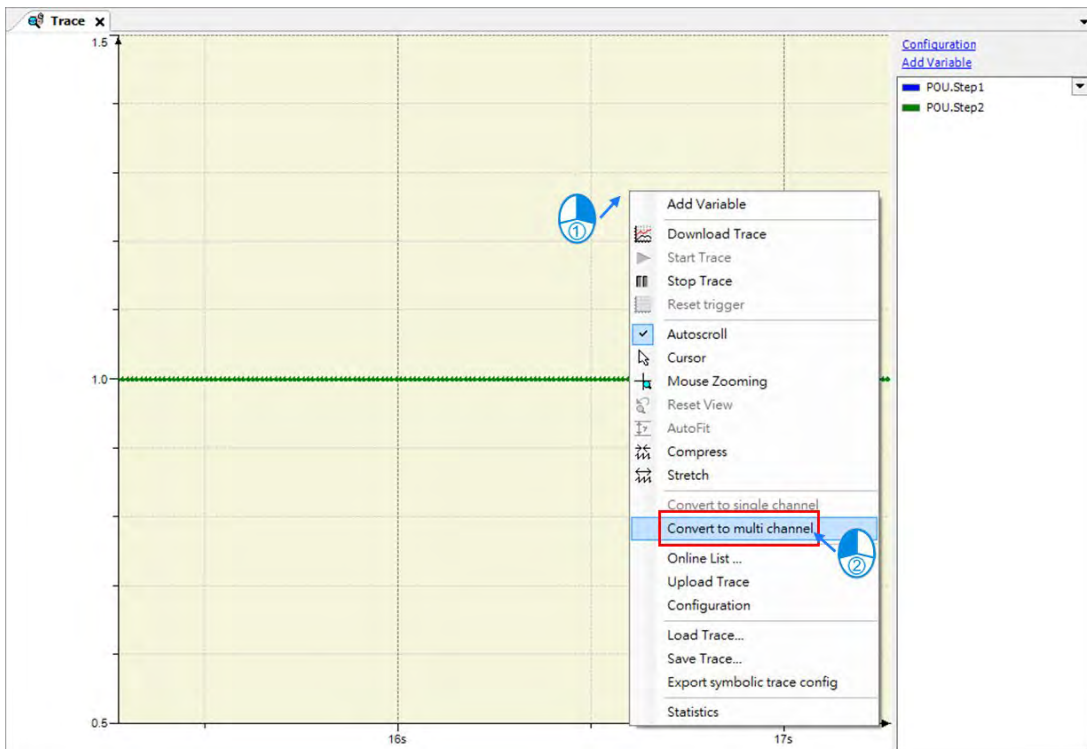 Trace
1.5
1.0
0.5
16s
17s
Configuration
Add Variable
POU.Step1
POU.Step2
①
Add Variable
Download Trace
Start Trace
Stop Trace
Reset trigger
Autoscroll
Cursor
Mouse Zooming
Reset View
AutoFit
Compress
Stretch
Convert to single channel
Convert to multi channel
②
Online List ...
Upload Trace
Configuration
Load Trace...
Save Trace...
Export symbolic trace config
Statistics